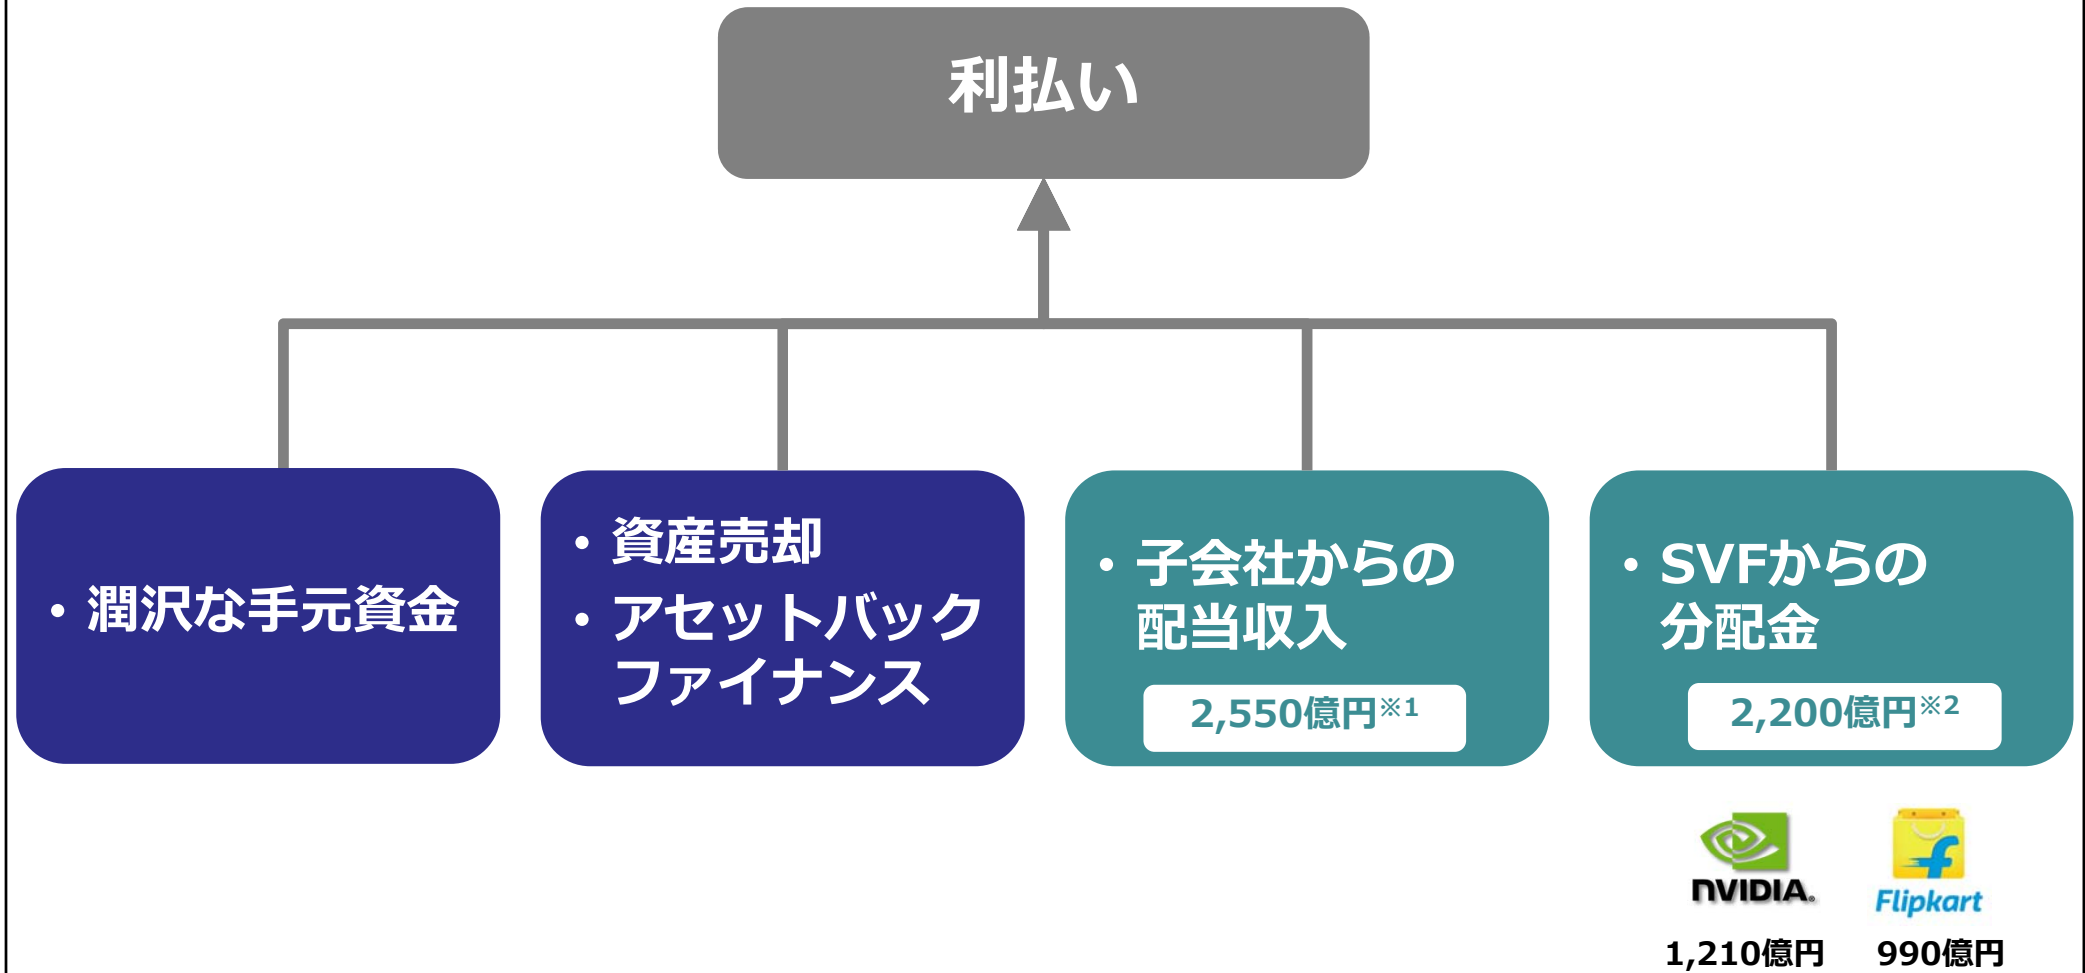 利払い
• 潤沢な手元資金
• 資産売却
• アセットバック
ファイナンス
• 子会社からの
配当収入
2,550億円※1
• SVFからの
分配金
2,200億円※2
NVIDIA.
Flipkart
1,210億円
990億円